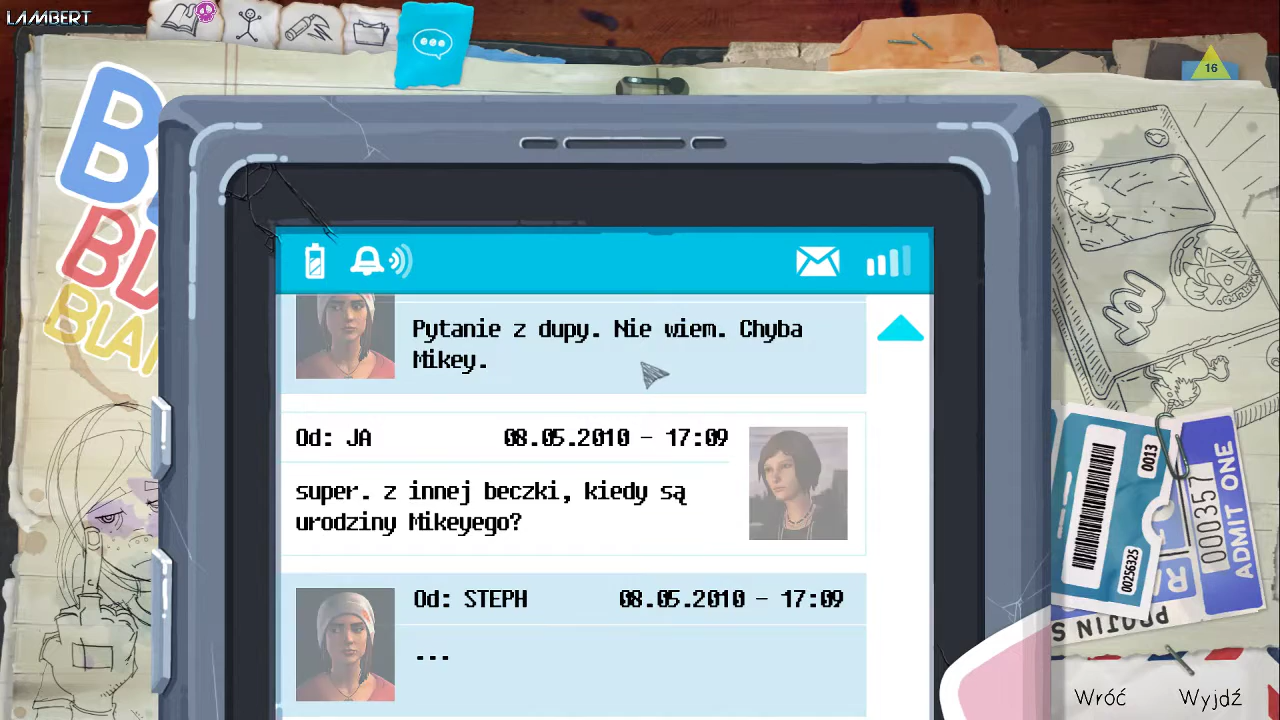 LAMBERT
16
Pytanie z dupy. Nie wiem. Chyba
Mikey.
Od: JA 08.05.2010 - 17:09
super. z innej beczki, kiedy są
urodziny Mikeyego?
Od: STEPH 08.05.2010 - 17:09
...
0013
00256325
000357
ADMIT ONE
Wróć
Wyjdź